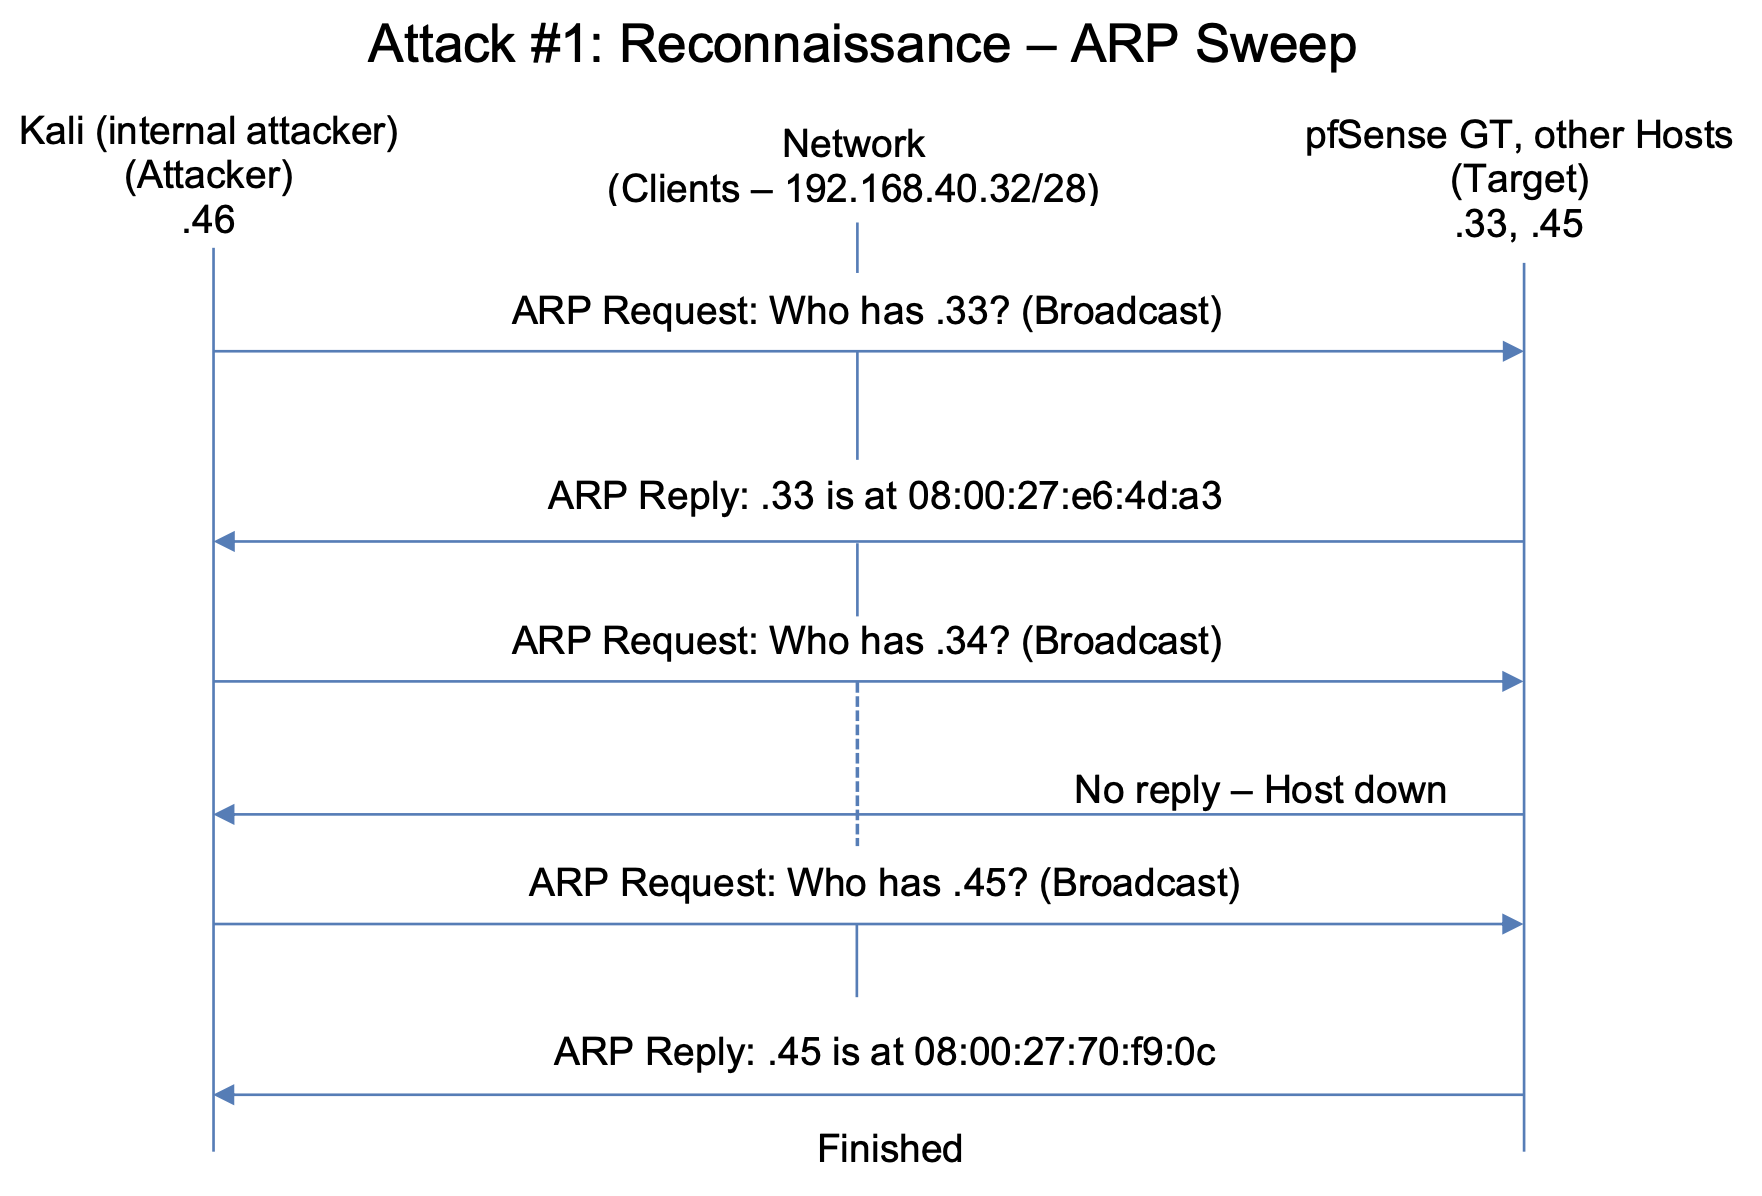 Attack #1: Reconnaissance – ARP Sweep
Kali (internal attacker)
(Attacker)
.46
Network
(Clients – 192.168.40.32/28)
pfSense GT, other Hosts
(Target)
.33, .45
ARP Request: Who has .33? (Broadcast)
ARP Reply: .33 is at 08:00:27:e6:4d:a3
ARP Request: Who has .34? (Broadcast)
No reply – Host down
ARP Request: Who has .45? (Broadcast)
ARP Reply: .45 is at 08:00:27:70:f9:0c
Finished